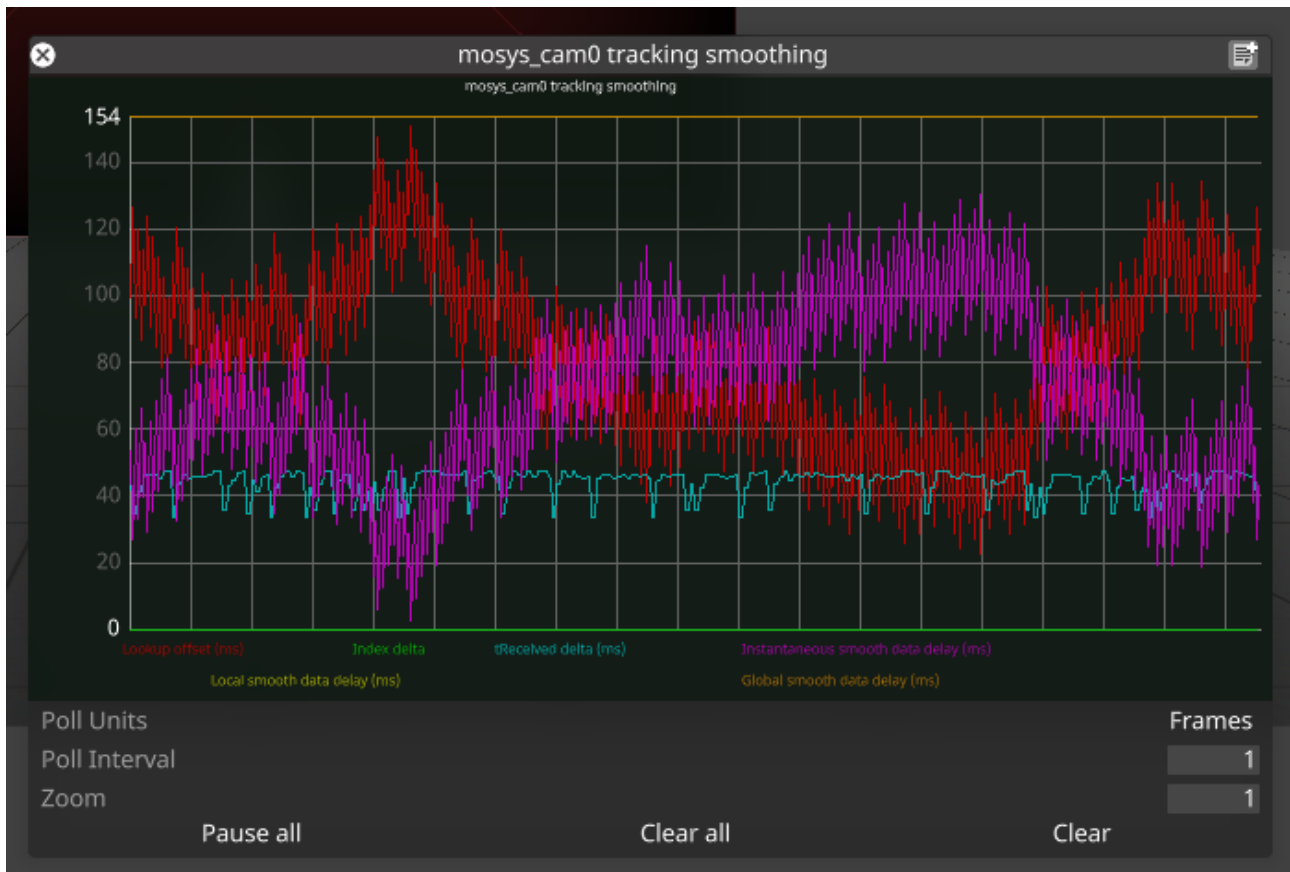 mosys_cam0 tracking smoothing
mosys_cam0 tracking smoothing
154
140
120
100
80
60
40
20
0
Lookup offset (ms) Index delta tReceived delta (ms) Instantaneous smooth data delay (ms)
Local smooth data delay (ms) Global smooth data delay (ms)
Poll Units Frames
Poll Interval 1
Zoom 1
Pause all Clear all Clear